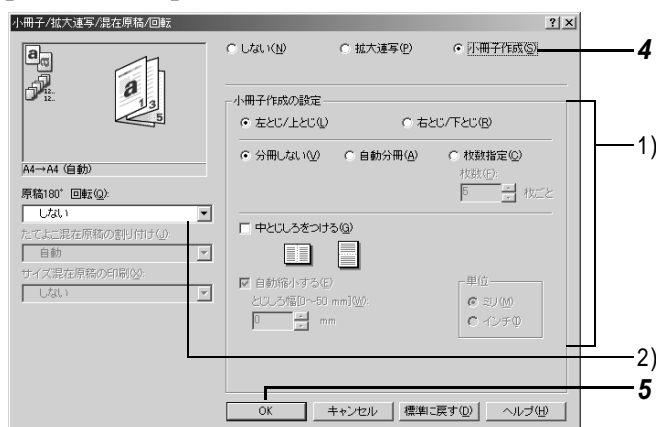 小冊子/拡大連写/混在原稿/回転
しない(N) 拡大連写(P) 小冊子作成(S) 4
a a
12.. 12..
a 1 3 5
小冊子作成の設定
左とじ/上とじ(L) 右とじ/下とじ(R)
1)
分冊しない(V) 自動分冊(A) 枚数指定(C)
A4→A4 (自動)
枚数(F):
5 枚ごと
原稿180° 回転(Q):
しない
たてよこ混在原稿の割り付け(J):
自動
サイズ混在原稿の印刷(X):
しない
中とじしろをつける(G)
自動縮小する(E)
とじしろ幅[0~50 mm](W):
0 mm
単位
ミリ(M)
インチ(I)
2)
5
OK キャンセル 標準に戻す(D) ヘルプ(H)